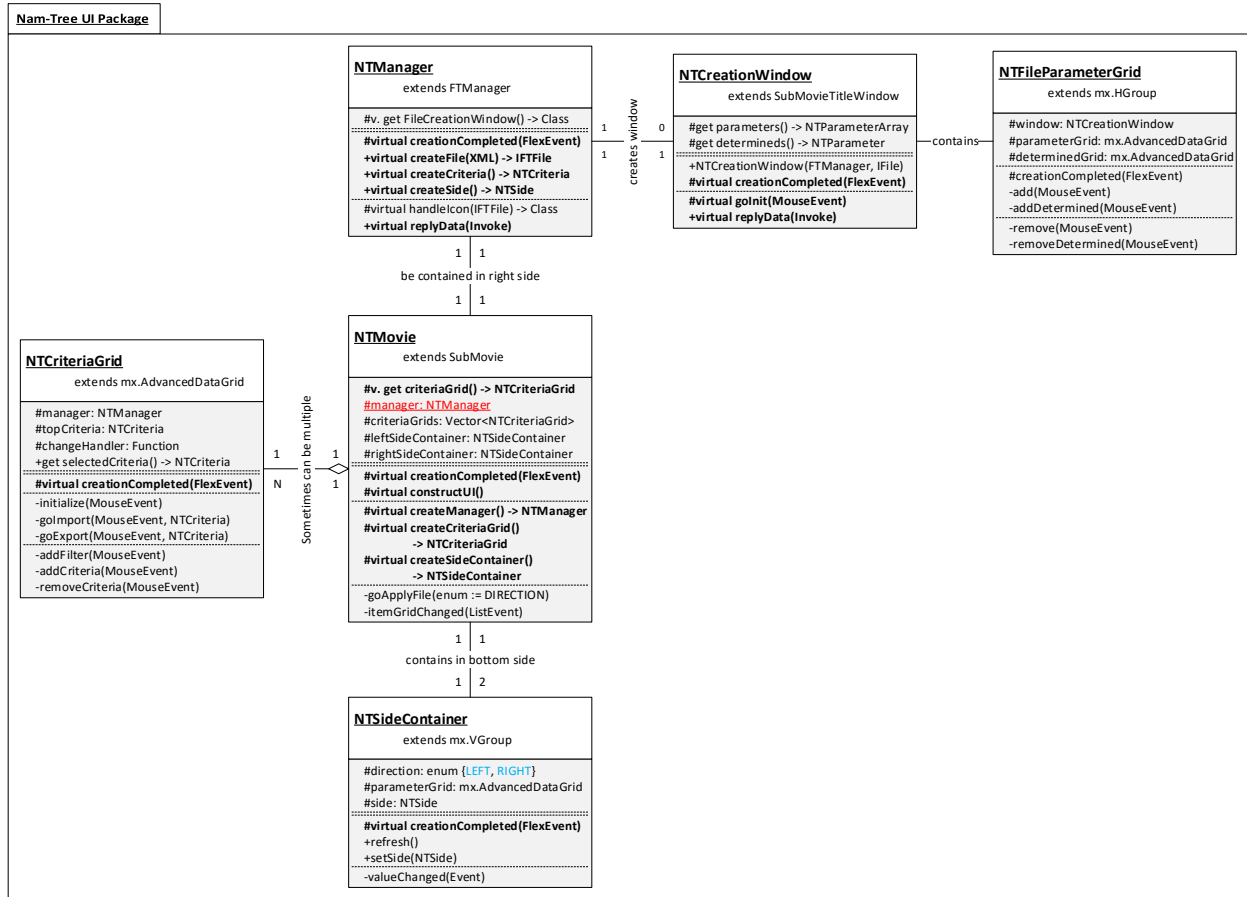 Nam-Tree UI Package
NTManager
extends FTManager
#v. get FileCreationWindow() -> Class
#virtual creationCompleted(FlexEvent)
+virtual createFile(XML) -> IFTFile
+virtual createCriteria() -> NTCriteria
+virtual createSide() -> NTSide
#virtual handleIcon(IFTFile) -> Class
+virtual replyData(Invoke)
1
1
creates window
0
1
NTCreationWindow
extends SubMovieTitleWindow
#get parameters() -> NTParameterArray
#get determineds() -> NTParameter
+NTCreationWindow(FTManager, IFile)
#virtual creationCompleted(FlexEvent)
#virtual goInit(MouseEvent)
+virtual replyData(Invoke)
contains
NTFileParameterGrid
extends mx.HGroup
#window: NTCreationWindow
#parameterGrid: mx.AdvancedDataGrid
#determinedGrid: mx.AdvancedDataGrid
#creationCompleted(FlexEvent)
-add(MouseEvent)
-addDetermined(MouseEvent)
-remove(MouseEvent)
-removeDetermined(MouseEvent)
1 1
be contained in right side
1 1
NTCriteriaGrid
extends mx.AdvancedDataGrid
#manager: NTManager
#topCriteria: NTCriteria
#changeHandler: Function
+get selectedCriteria() -> NTCriteria
#virtual creationCompleted(FlexEvent)
-initialize(MouseEvent)
-goImport(MouseEvent, NTCriteria)
-goExport(MouseEvent, NTCriteria)
-addFilter(MouseEvent)
-addCriteria(MouseEvent)
-removeCriteria(MouseEvent)
1
N
Sometimes can be multiple
1
1
NTMovie
extends SubMovie
#v. get criteriaGrid() -> NTCriteriaGrid
#manager: NTManager
#criteriaGrids: Vector<NTCriteriaGrid>
#leftSideContainer: NTSideContainer
#rightSideContainer: NTSideContainer
#virtual creationCompleted(FlexEvent)
#virtual constructUI()
#virtual createManager() -> NTManager
#virtual createCriteriaGrid()
-> NTCriteriaGrid
#virtual createSideContainer()
-> NTSideContainer
-goApplyFile(enum := DIRECTION)
-itemGridChanged(ListEvent)
1 1
contains in bottom side
1 2
NTSideContainer
extends mx.VGroup
#direction: enum {LEFT, RIGHT}
#parameterGrid: mx.AdvancedDataGrid
#side: NTSide
#virtual creationCompleted(FlexEvent)
+refresh()
+setSide(NTSide)
-valueChanged(Event)